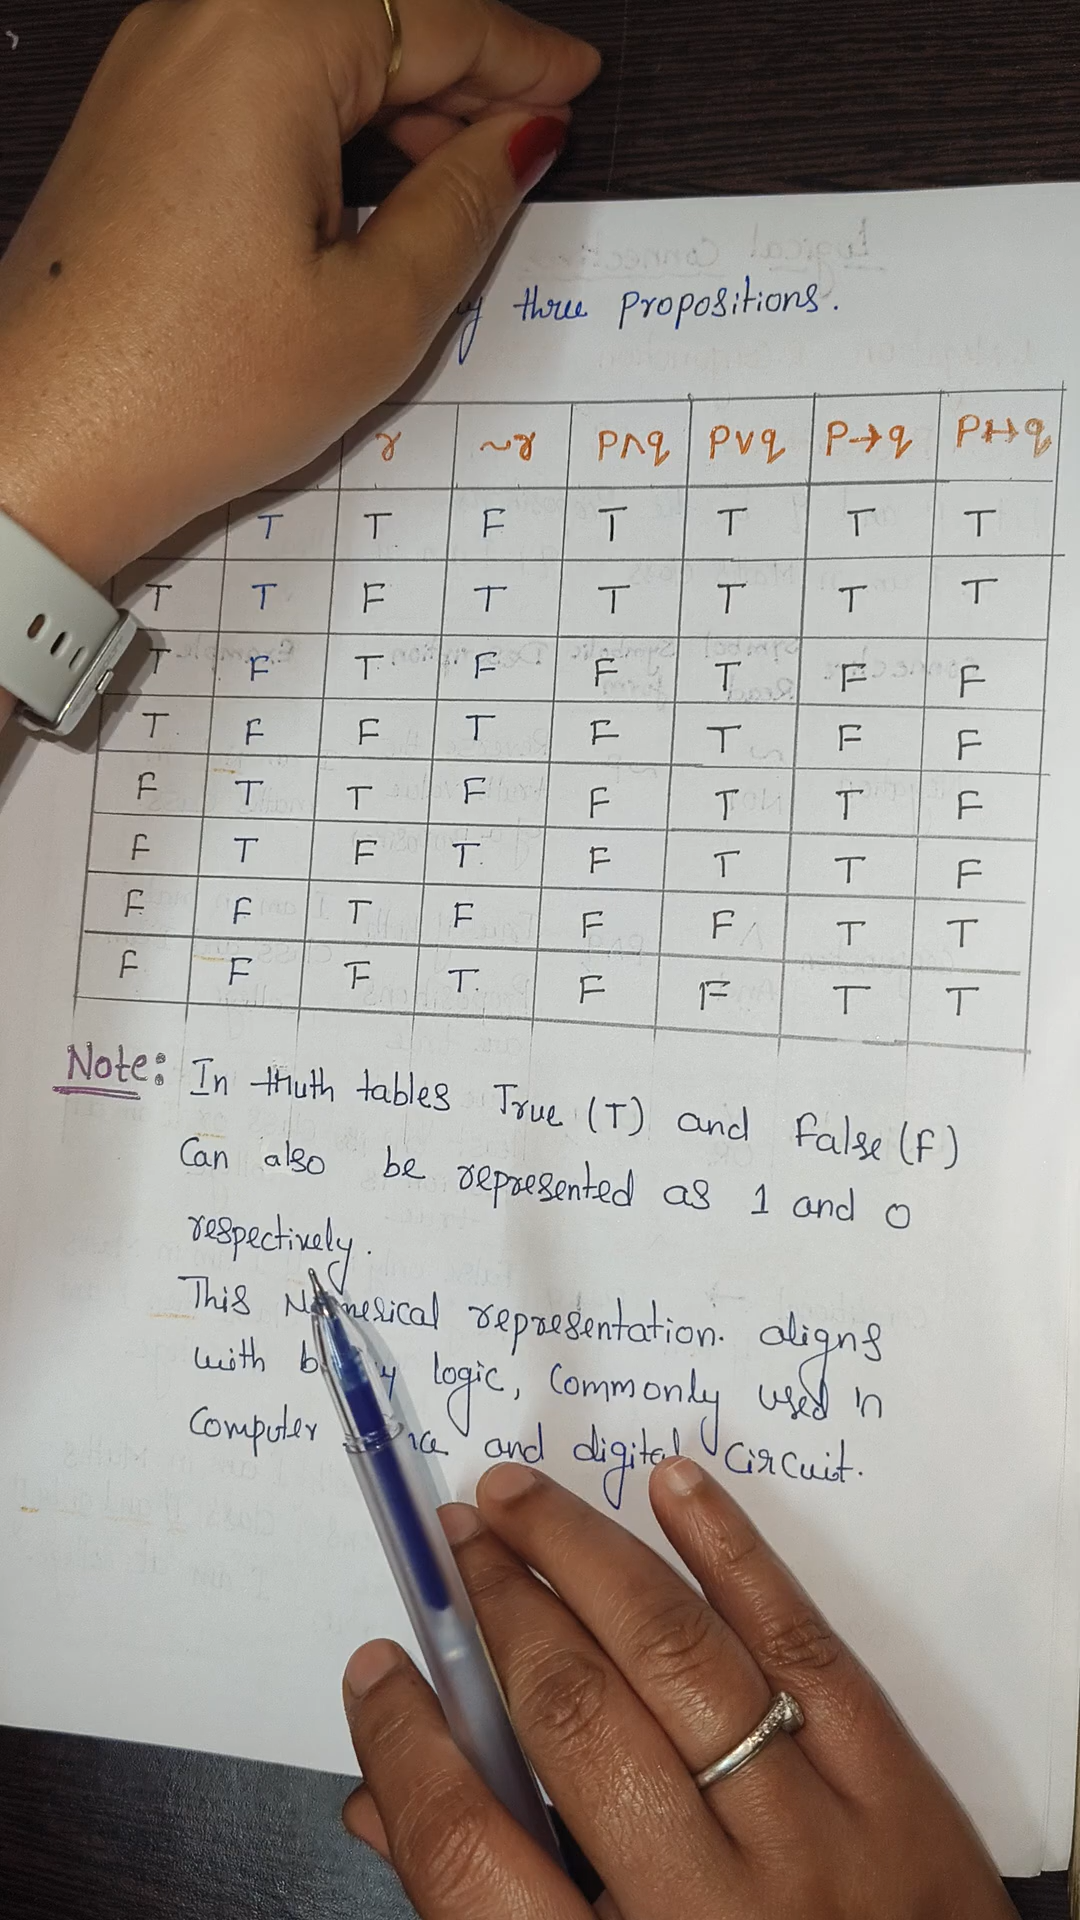 three propositions.
r ~r P∧q P∨q P→q P↔q
T T F T T T T
T T F T T T T T
T F T F F T F F
T F F T F T F F
F T T F F T T F
F T F T. F T T F
F F T F F F T T
F F F T. F F T T
Note: In truth tables True (T) and false (F)
Can also be represented as 1 and 0
respectively.
This representation. aligns
with logic, Commonly used in
Computer and digital Circuit.